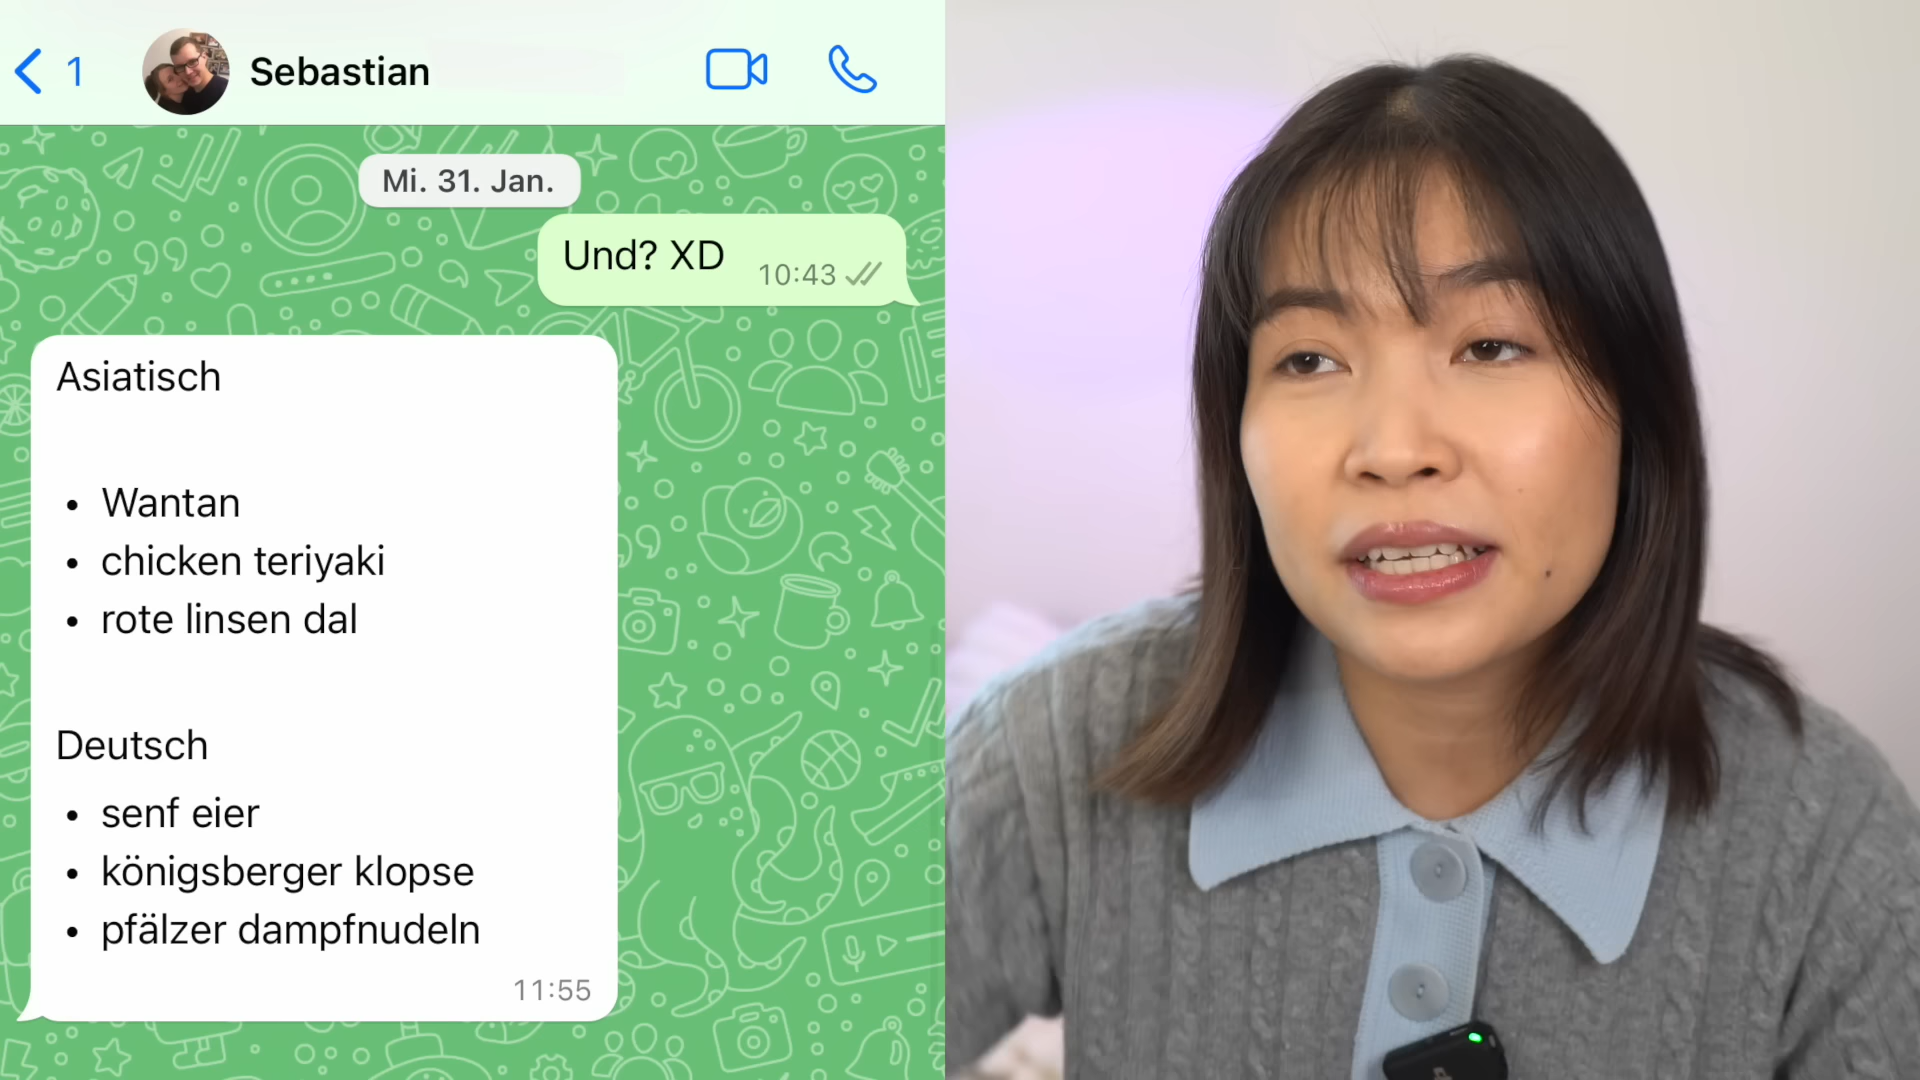 1
Sebastian
Mi. 31. Jan.
Und? XD
10:43
Asiatisch
• Wantan
• chicken teriyaki
• rote linsen dal
Deutsch
• senf eier
• königsberger klopse
• pfälzer dampfnudeln
11:55